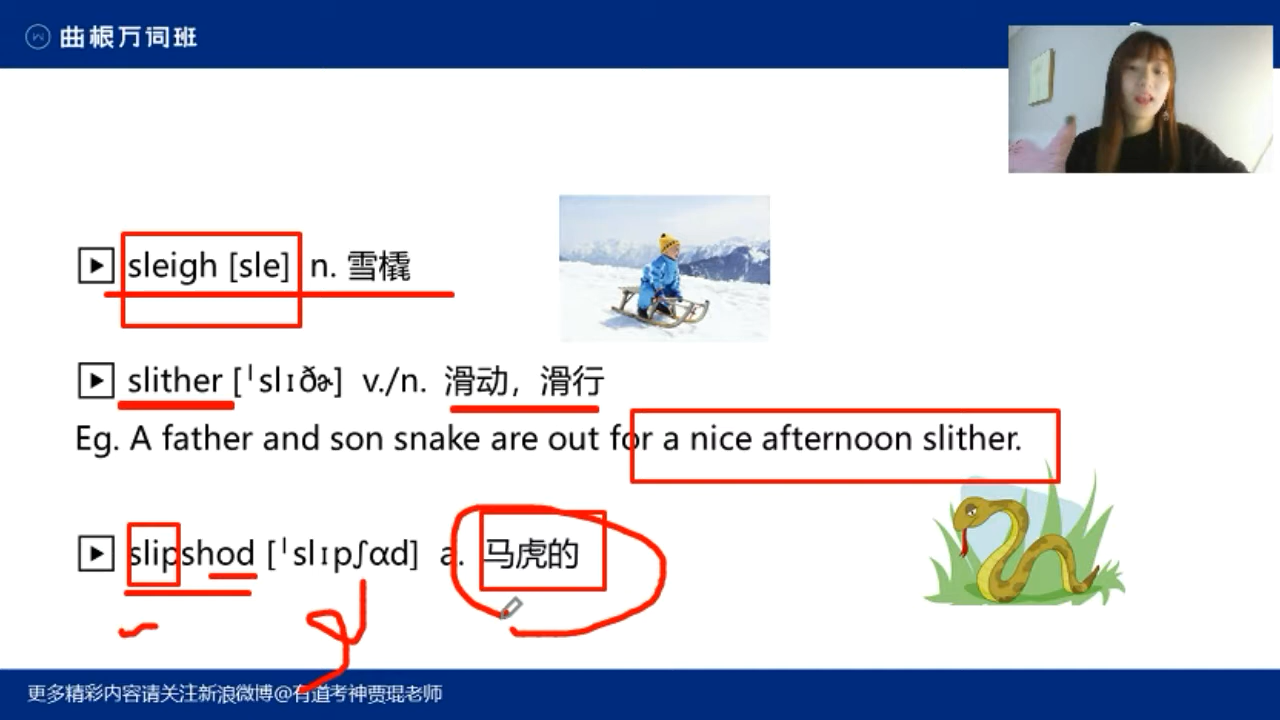 曲根万词班
sleigh [sle] n. 雪橇
slither [ˈslɪðɚ] v./n. 滑动，滑行
Eg. A father and son snake are out for a nice afternoon slither.
slipshod [ˈslɪpʃɑd] a. 马虎的
更多精彩内容请关注新浪微博@有道考神贾琨老师